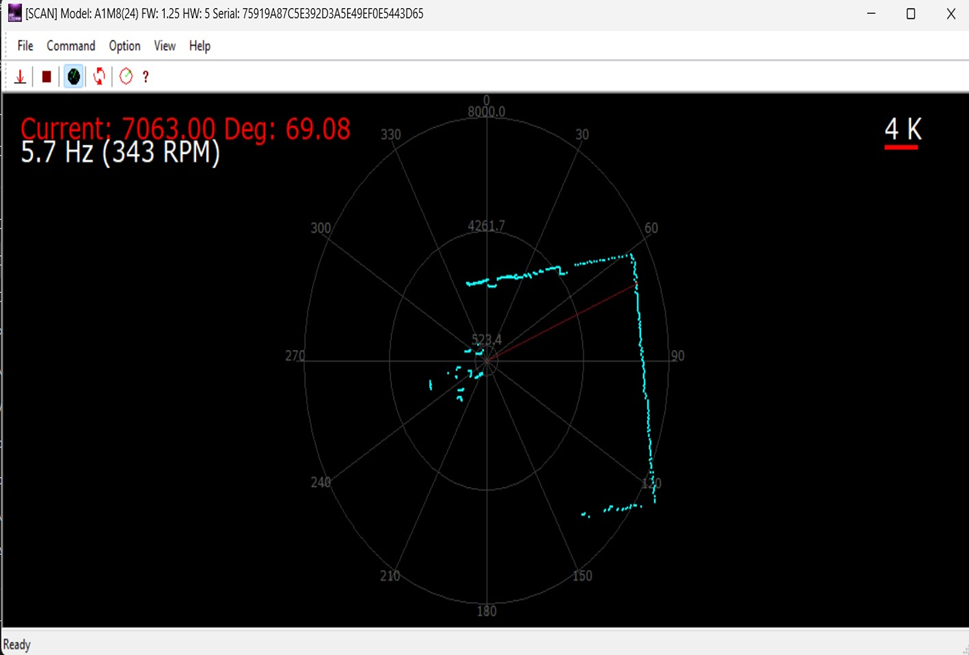 [SCAN] Model: A1M8(24) FW: 1.25 HW: 5 Serial: 75919A87C5E392D3A5E49EF0E5443D65
File Command Option View Help
?
0
8000.0
Current: 7063.00 Deg: 69.08
330
30
4 K
5.7 Hz (343 RPM)
4261.7
300
60
523.4
270
90
240
120
210
150
180
Ready